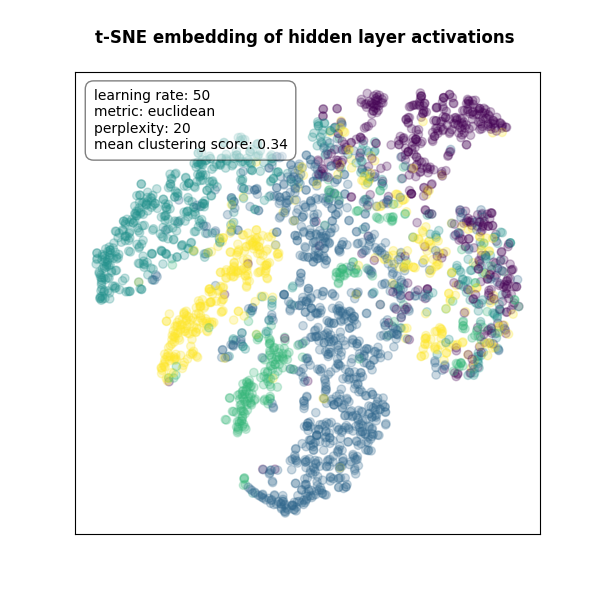 t-SNE embedding of hidden layer activations
learning rate: 50
metric: euclidean
perplexity: 20
mean clustering score: 0.34